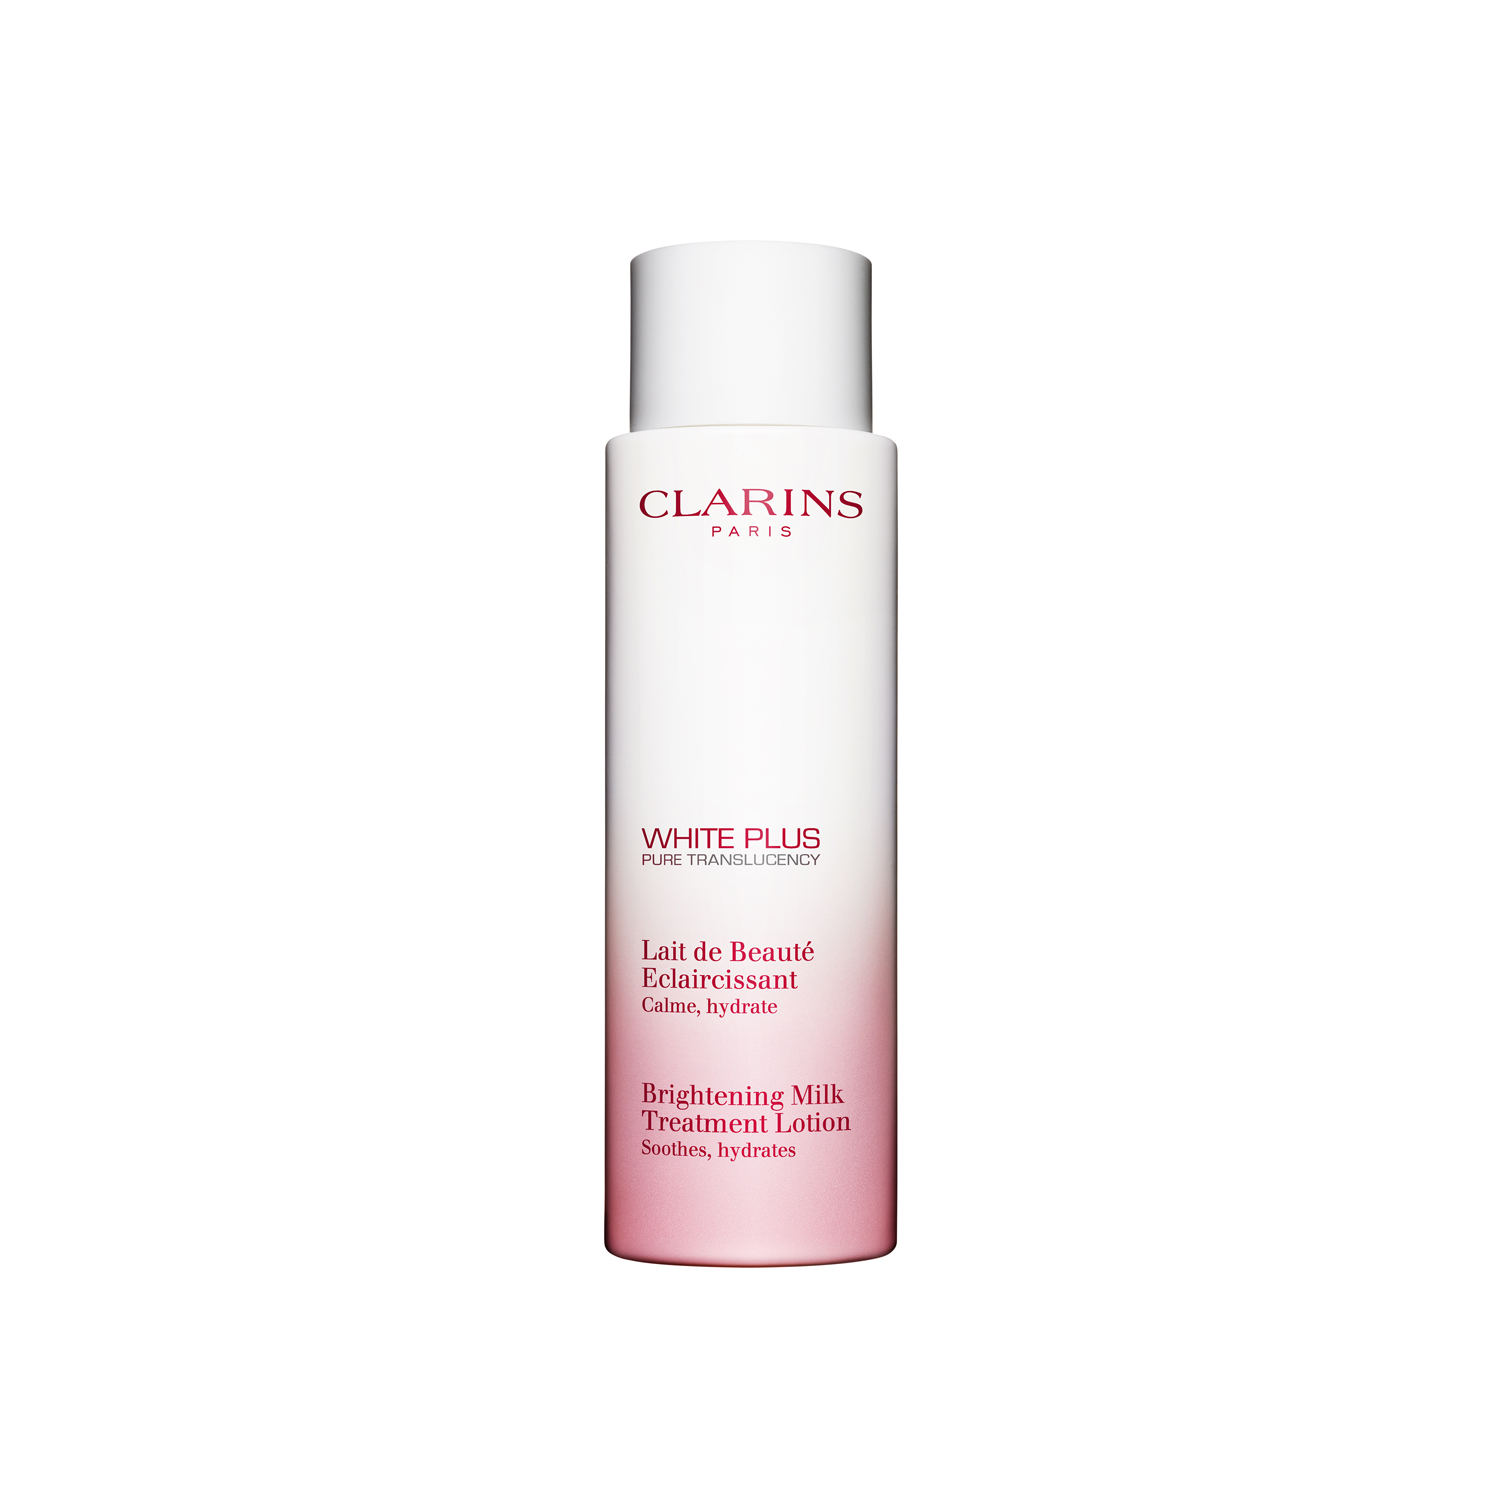 CLARINS
PARIS
WHITE PLUS
PURE TRANSLUCENCY
Lait de Beauté
Eclaircissant
Calme, hydrate
Brightening Milk
Treatment Lotion
Soothes, hydrates